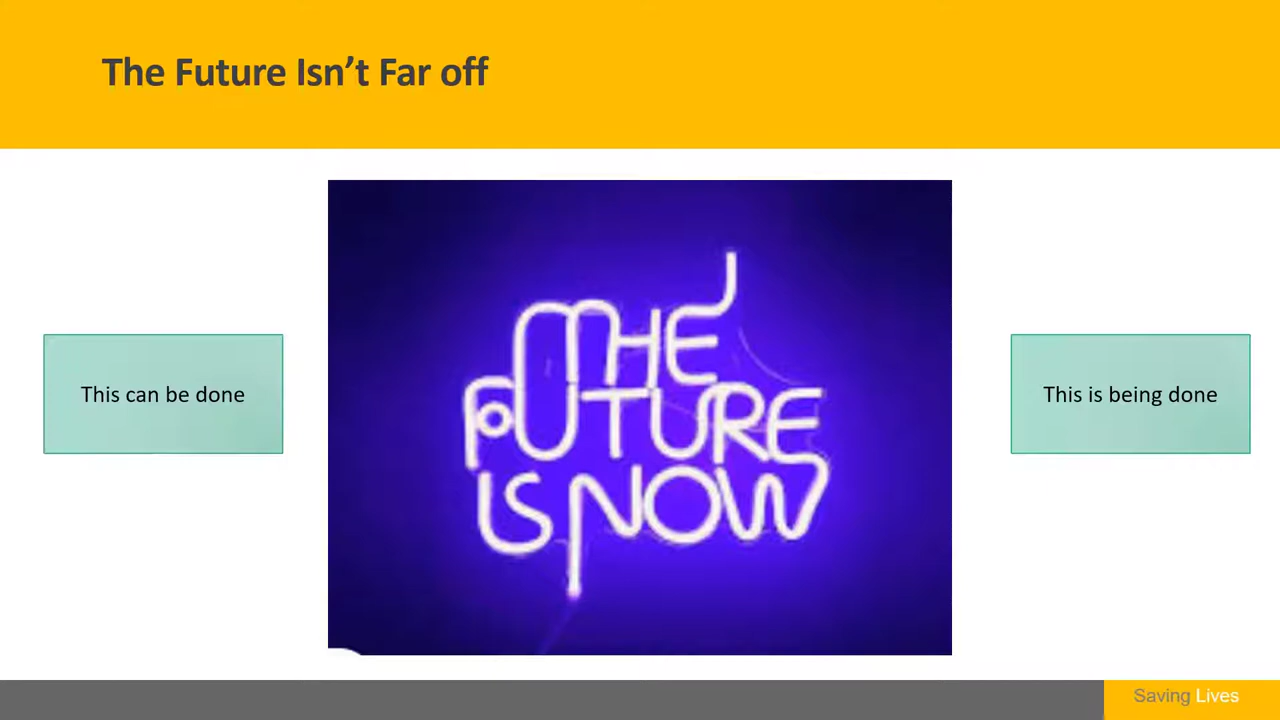 The Future Isn’t Far off
This can be done
THE
FUTURE
IS NOW
This is being done
Saving Lives